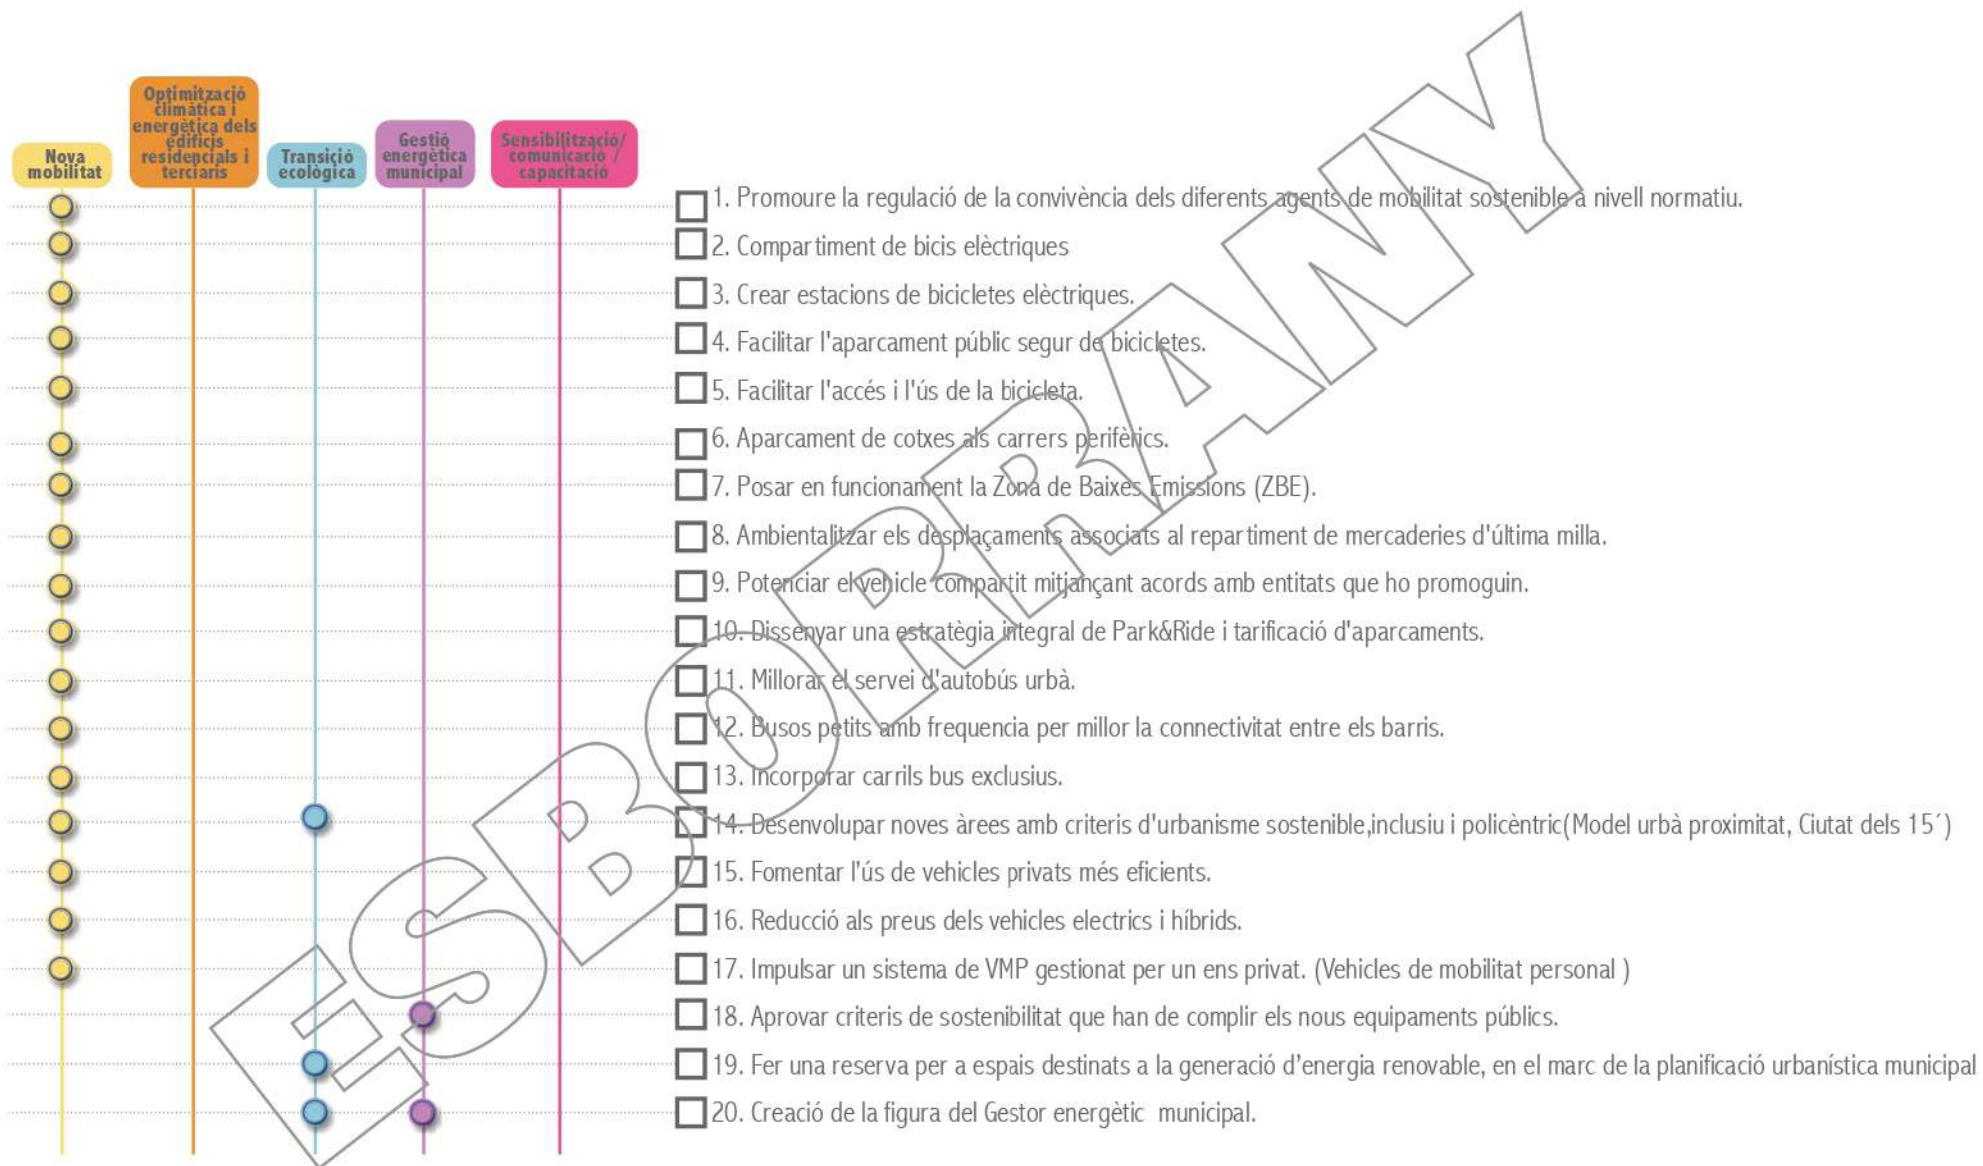 Nova
mobilitat
Optimització
climàtica i
energètica dels
edificis
residencials i
terciaris
Transició
ecològica
Gestió
energètica
municipal
Sensibilització/
comunicació /
capacitació
1. Promoure la regulació de la convivència dels diferents agents de mobilitat sostenible a nivell normatiu.
2. Compartiment de bicis elèctriques
3. Crear estacions de bicicletes elèctriques.
4. Facilitar l'aparcament públic segur de bicicletes.
5. Facilitar l'accés i l'ús de la bicicleta.
6. Aparcament de cotxes als carrers perifèrics.
7. Posar en funcionament la Zona de Baixes Emissions (ZBE).
8. Ambientalitzar els desplaçaments associats al repartiment de mercaderies d'última milla.
9. Potenciar el vehicle compartit mitjançant acords amb entitats que ho promoguin.
10. Dissenyar una estratègia integral de Park&Ride i tarificació d'aparcaments.
11. Millorar el servei d'autobús urbà.
12. Busos petits amb frequencia per millor la connectivitat entre els barris.
13. Incorporar carrils bus exclusius.
14. Desenvolupar noves àrees amb criteris d'urbanisme sostenible,inclusiu i policèntric(Model urbà proximitat, Ciutat dels 15´)
15. Fomentar l'ús de vehicles privats més eficients.
16. Reducció als preus dels vehicles electrics i híbrids.
17. Impulsar un sistema de VMP gestionat per un ens privat. (Vehicles de mobilitat personal )
18. Aprovar criteris de sostenibilitat que han de complir els nous equipaments públics.
19. Fer una reserva per a espais destinats a la generació d'energia renovable, en el marc de la planificació urbanística municipal
20. Creació de la figura del Gestor energètic municipal.
ESBORRANY